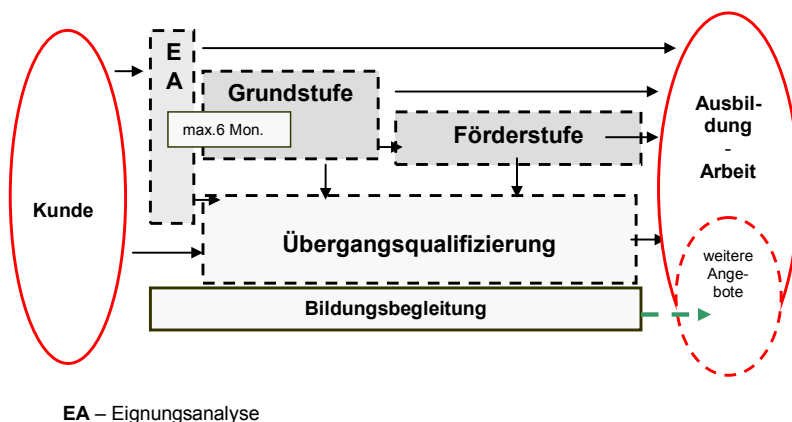 E
A
Grundstufe
max.6 Mon.
Förderstufe
Ausbil-
dung
-
Arbeit
Kunde
Übergangsqualifizierung
weitere
Ange-
bote
Bildungsbegleitung
EA – Eignungsanalyse